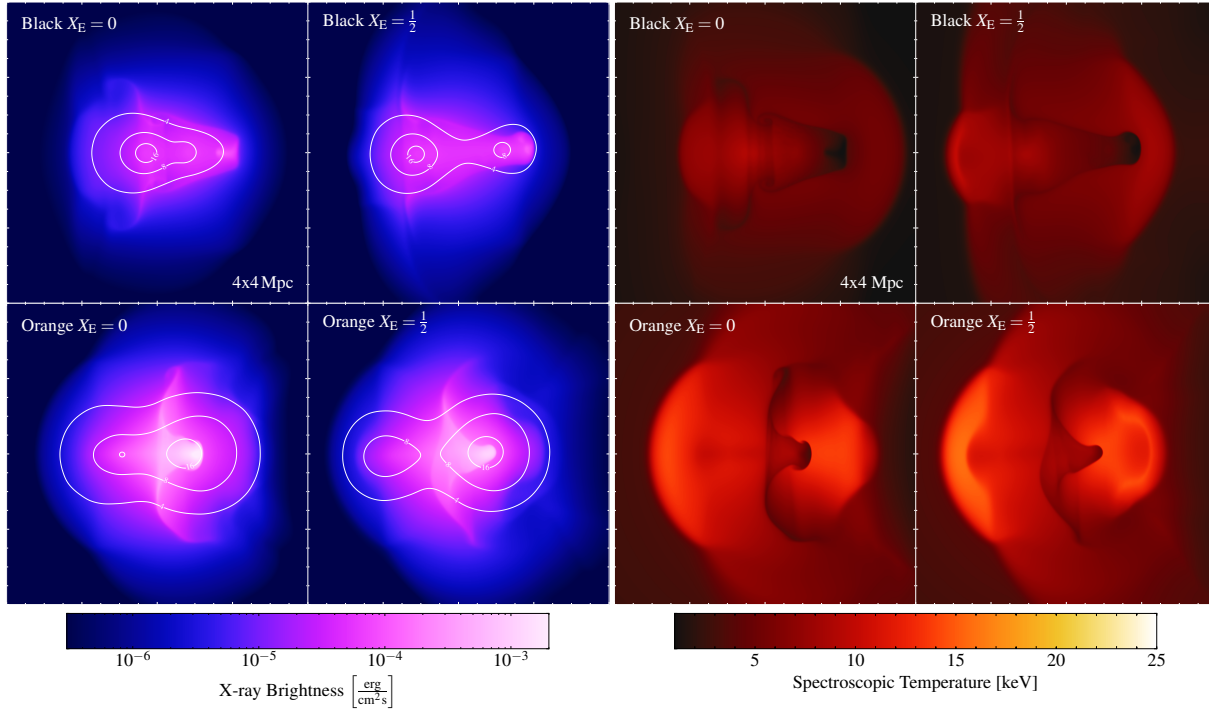 Black X_E = 0
Black X_E = 1/2
Black X_E = 0
Black X_E = 1/2
4x4 Mpc
4x4 Mpc
Orange X_E = 0
Orange X_E = 1/2
Orange X_E = 0
Orange X_E = 1/2
10^{-6} 10^{-5} 10^{-4} 10^{-3}
X-ray Brightness [erg/cm²s]
5 10 15 20 25
Spectroscopic Temperature [keV]